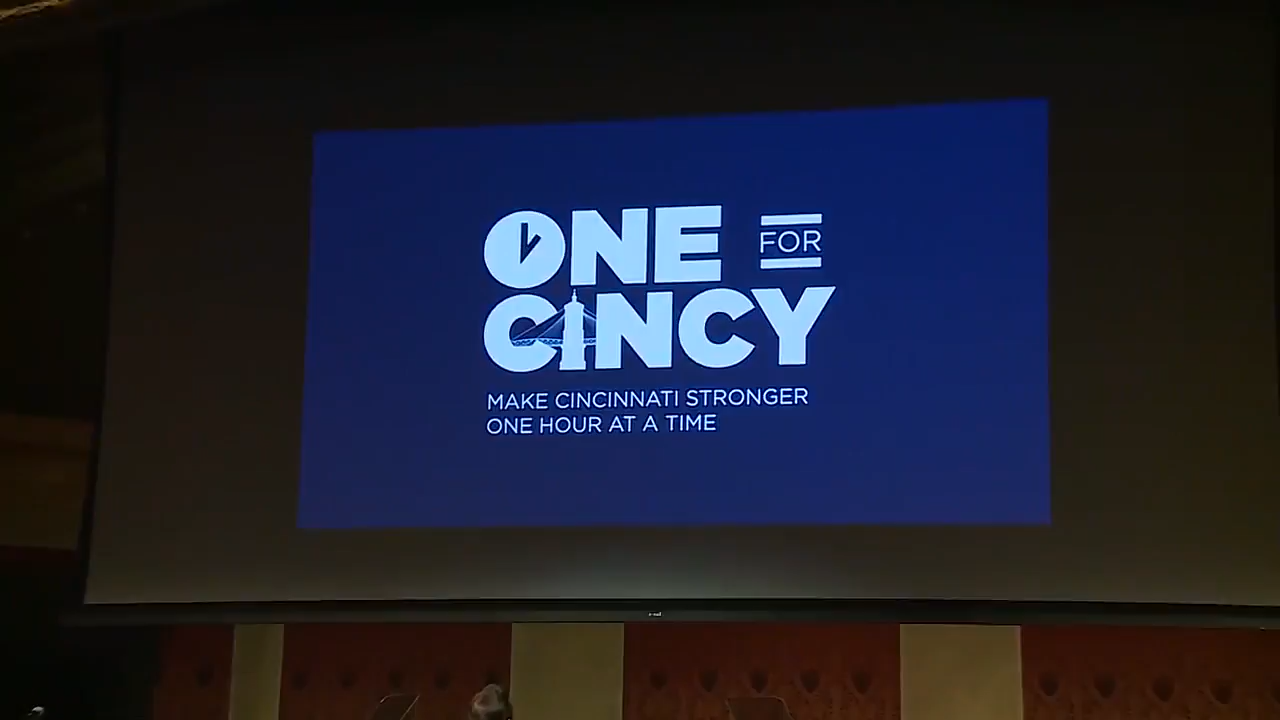 ONE FOR
CINCY
MAKE CINCINNATI STRONGER
ONE HOUR AT A TIME